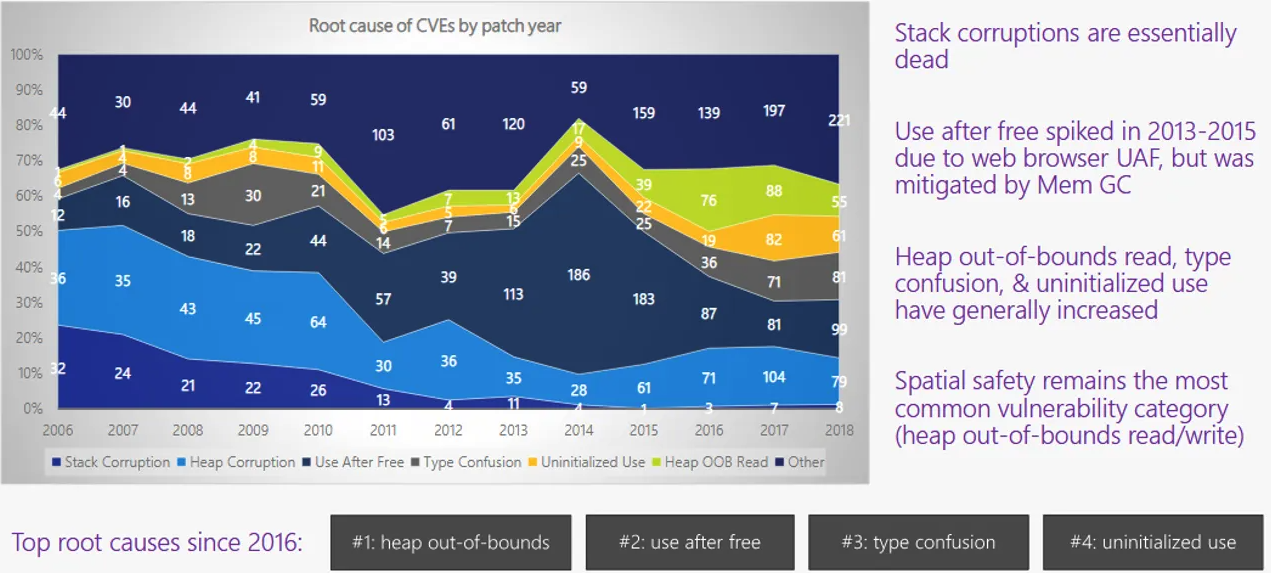 Root cause of CVEs by patch year
100%
90%
80%
70%
60%
50%
40%
30%
20%
10%
0%
44 30 44 41 59 103 61 120 59 159 139 197 221
1 1 2 4 9 5 7 13 17 39 76 88 55
6 4 8 8 11 6 5 6 9 22 19 82 61
4 4 13 30 21 14 7 15 25 25 36 71 81
12 16 18 22 44 57 39 113 186 183 87 81 99
36 35 43 45 64 30 36 35 28 61 71 104 79
32 24 21 22 26 13 4 11 4 1 3 7 8
2006 2007 2008 2009 2010 2011 2012 2013 2014 2015 2016 2017 2018
Stack Corruption Heap Corruption Use After Free Type Confusion Uninitialized Use Heap OOB Read Other
Stack corruptions are essentially
dead
Use after free spiked in 2013-2015
due to web browser UAF, but was
mitigated by Mem GC
Heap out-of-bounds read, type
confusion, & uninitialized use
have generally increased
Spatial safety remains the most
common vulnerability category
(heap out-of-bounds read/write)
Top root causes since 2016:
#1: heap out-of-bounds
#2: use after free
#3: type confusion
#4: uninitialized use